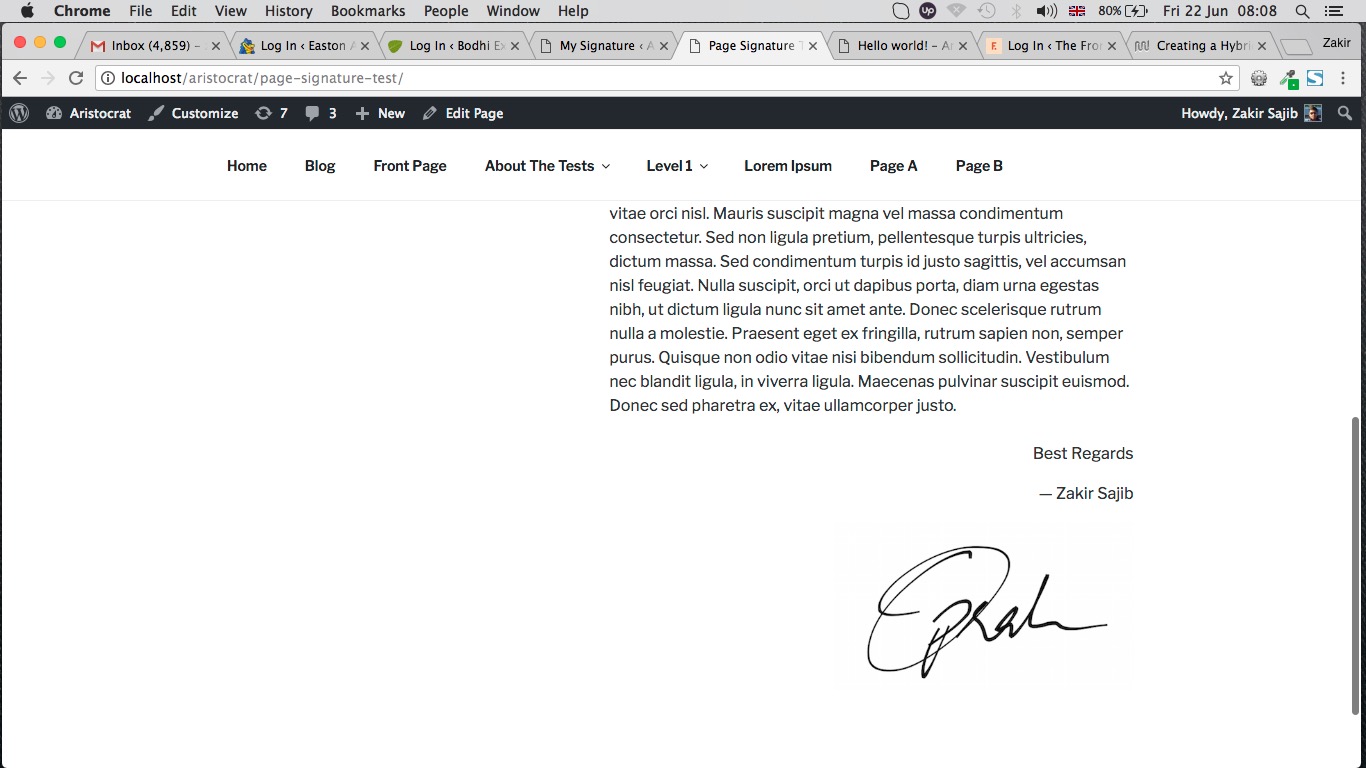 Chrome File Edit View History Bookmarks People Window Help Up 80% Fri 22 Jun 08:08
Inbox (4,859) – Log In ‹ Easton Log In ‹ Bodhi My Signature ‹ Page Signature Hello world! – Log In ‹ The Fro Creating a Hybri Zakir
localhost/aristocrat/page-signature-test/
Aristocrat Customize 7 3 New Edit Page Howdy, Zakir Sajib
Home Blog Front Page About The Tests Level 1 Lorem Ipsum Page A Page B
vitae orci nisl. Mauris suscipit magna vel massa condimentum
consectetur. Sed non ligula pretium, pellentesque turpis ultricies,
dictum massa. Sed condimentum turpis id justo sagittis, vel accumsan
nisl feugiat. Nulla suscipit, orci ut dapibus porta, diam urna egestas
nibh, ut dictum ligula nunc sit amet ante. Donec scelerisque rutrum
nulla a molestie. Praesent eget ex fringilla, rutrum sapien non, semper
purus. Quisque non odio vitae nisi bibendum sollicitudin. Vestibulum
nec blandit ligula, in viverra ligula. Maecenas pulvinar suscipit euismod.
Donec sed pharetra ex, vitae ullamcorper justo.
Best Regards
— Zakir Sajib